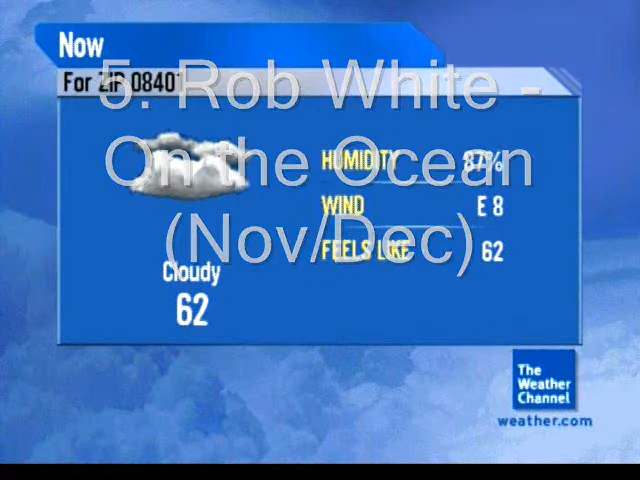 Now
For ZIP 08401
5. Rob White -
On the Ocean
(Nov/Dec)
HUMIDITY 87%
WIND E 8
FEELS LIKE 62
Cloudy
62
The
Weather
Channel
weather.com